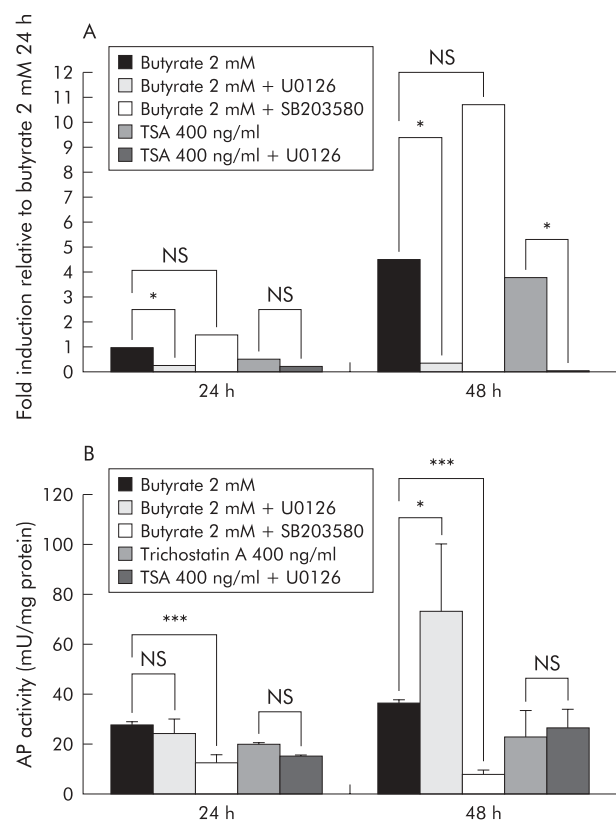 A
Fold induction relative to butyrate 2 mM 24 h
Butyrate 2 mM
Butyrate 2 mM + U0126
Butyrate 2 mM + SB203580
TSA 400 ng/ml
TSA 400 ng/ml + U0126
12
11
10
9
8
7
6
5
4
3
2
1
0
NS
*
NS
NS
*
*
NS
24 h
48 h
B
AP activity (mU/mg protein)
Butyrate 2 mM
Butyrate 2 mM + U0126
Butyrate 2 mM + SB203580
Trichostatin A 400 ng/ml
TSA 400 ng/ml + U0126
120
100
80
60
40
20
0
***
NS
NS
***
*
NS
24 h
48 h